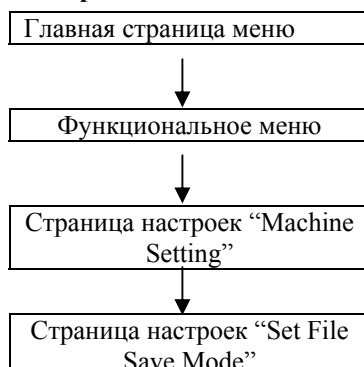 Главная страница меню
Функциональное меню
Страница настроек “Machine
Setting”
Страница настроек “Set File
Save Mode”